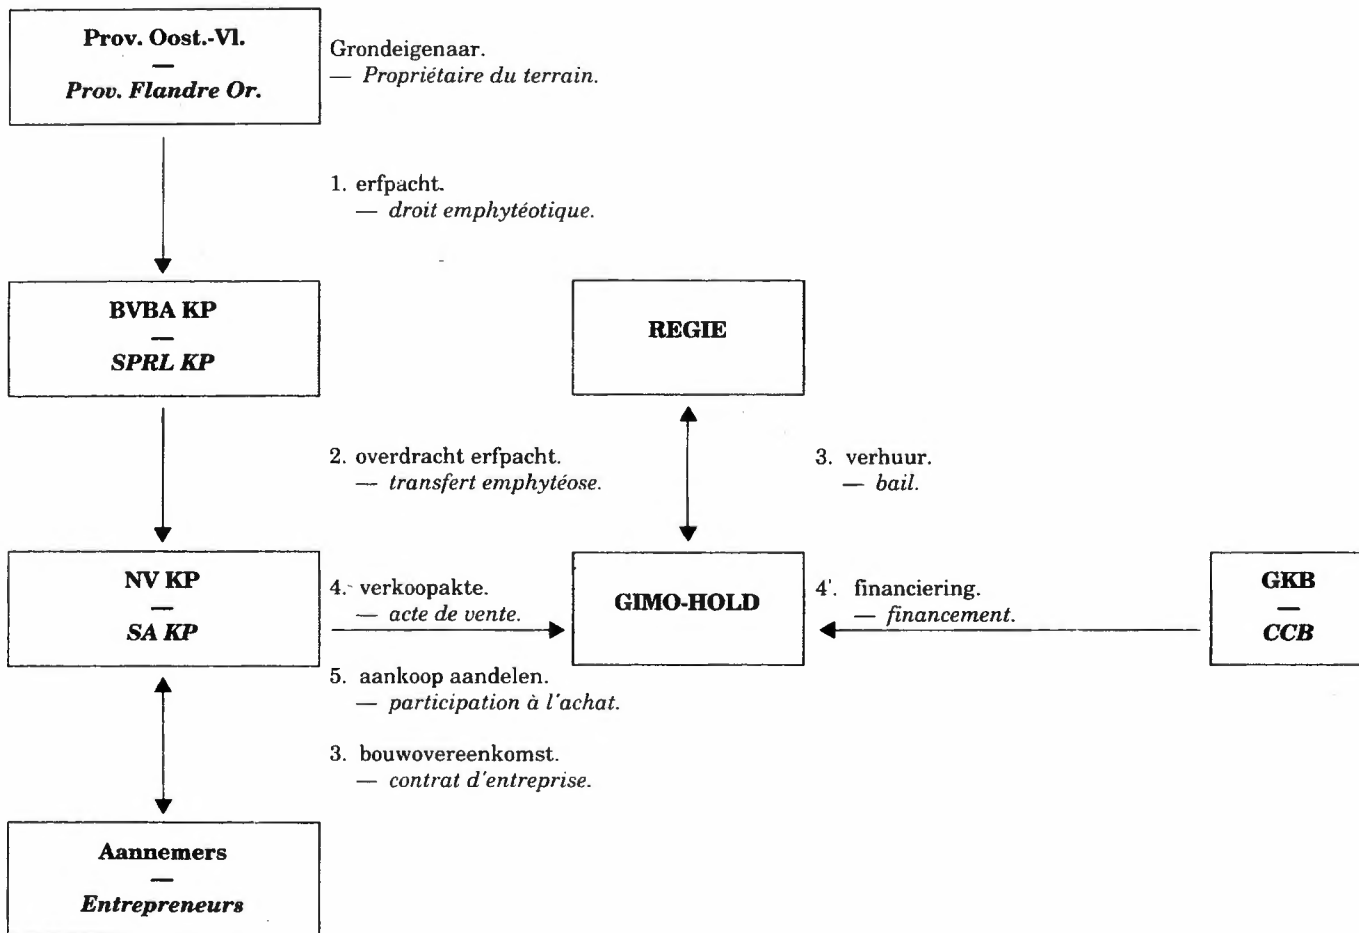 Prov. Oost.-Vl.
—
Prov. Flandre Or.
Grondeigenaar.
— Propriétaire du terrain.
1. erfpacht.
— droit emphytéotique.
BVBA KP
—
SPRL KP
REGIE
2. overdracht erfpacht.
— transfert emphytéose.
3. verhuur.
— bail.
NV KP
—
SA KP
4. verkoopakte.
— acte de vente.
GIMO-HOLD
4'. financiering.
— financement.
GKB
—
CCB
5. aankoop aandelen.
— participation à l'achat.
3. bouwovereenkomst.
— contrat d'entreprise.
Aannemers
—
Entrepreneurs